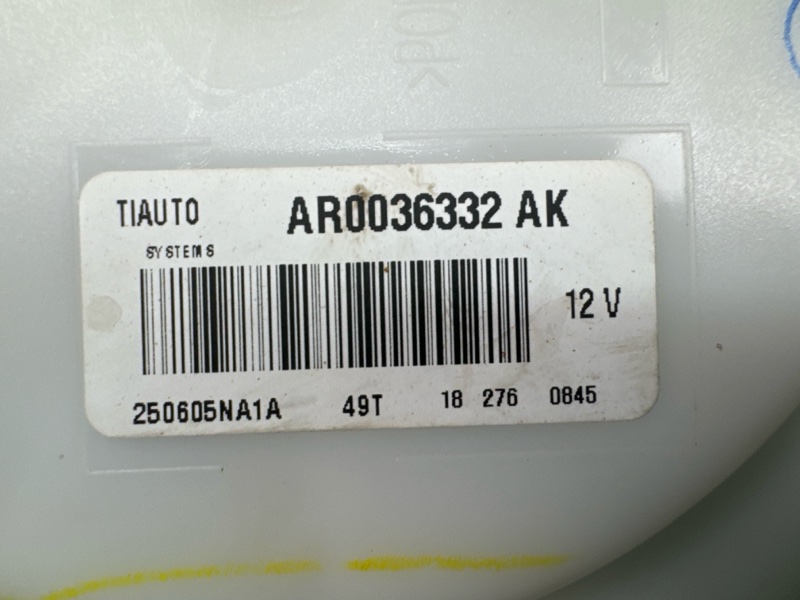 TIAUTO AR0036332 AK
SYSTEMS
12 V
250605NA1A 49T 18 276 0845